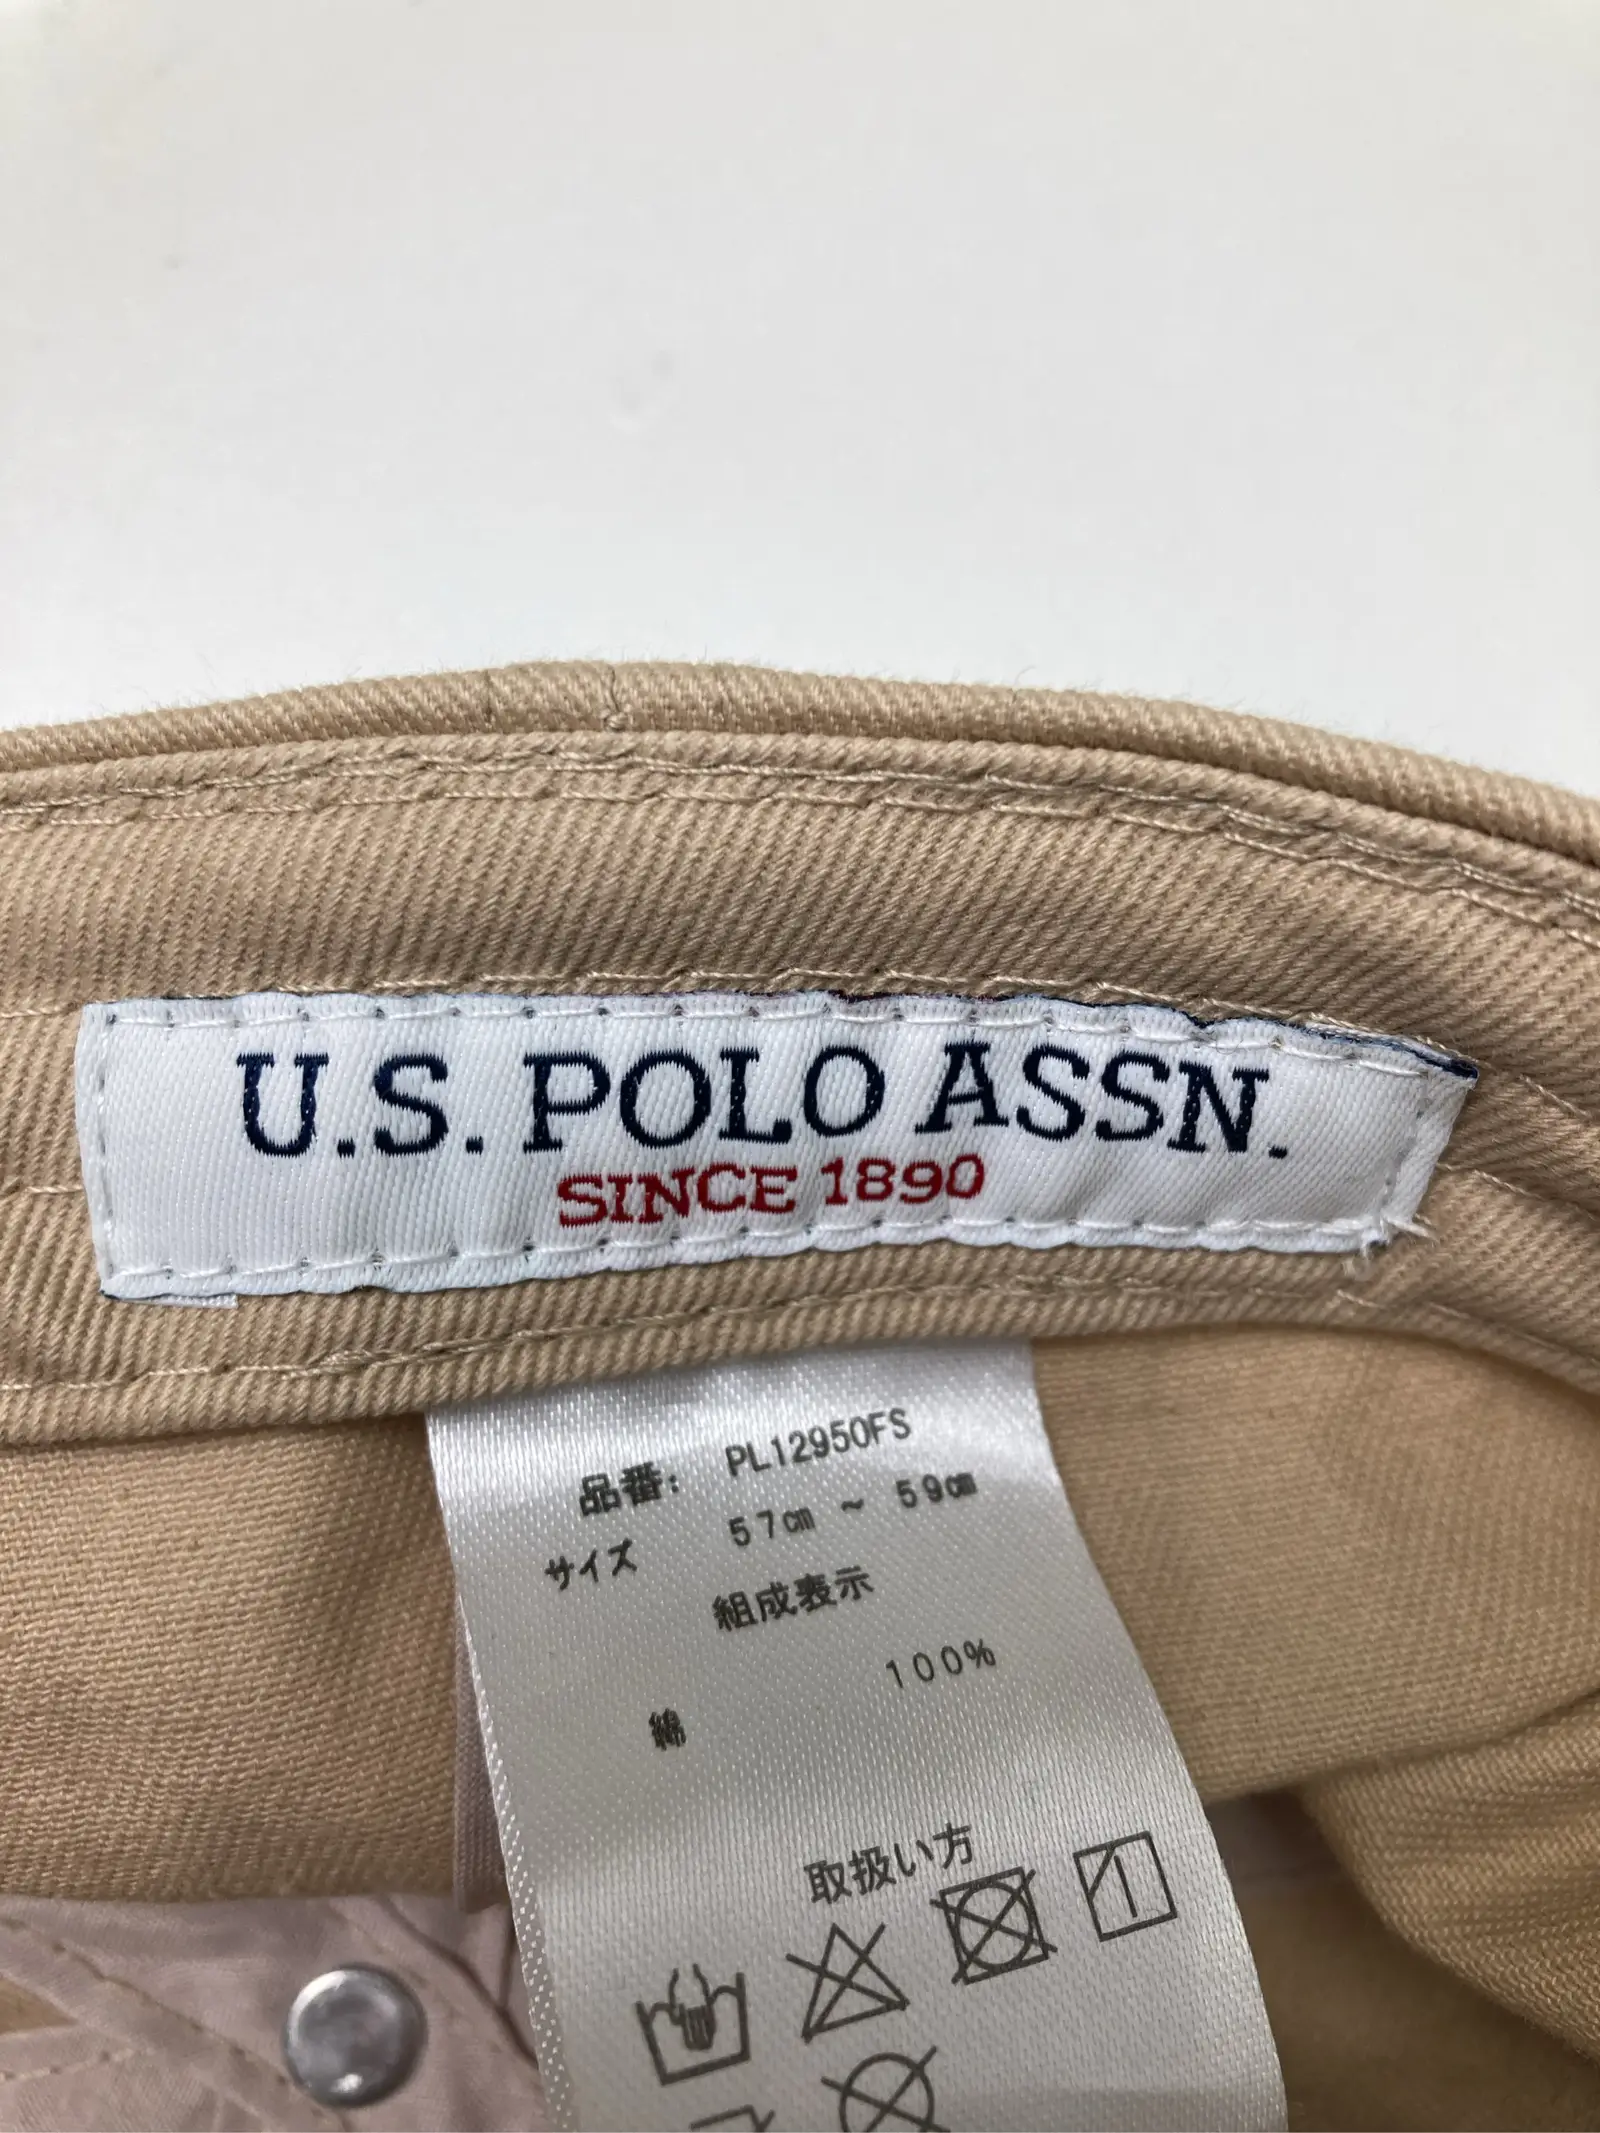 U.S. POLO ASSN.
SINCE 1890
品番: PL12950FS
サイズ 57㎝ ~ 59㎝
組成表示
綿 100%
取扱い方